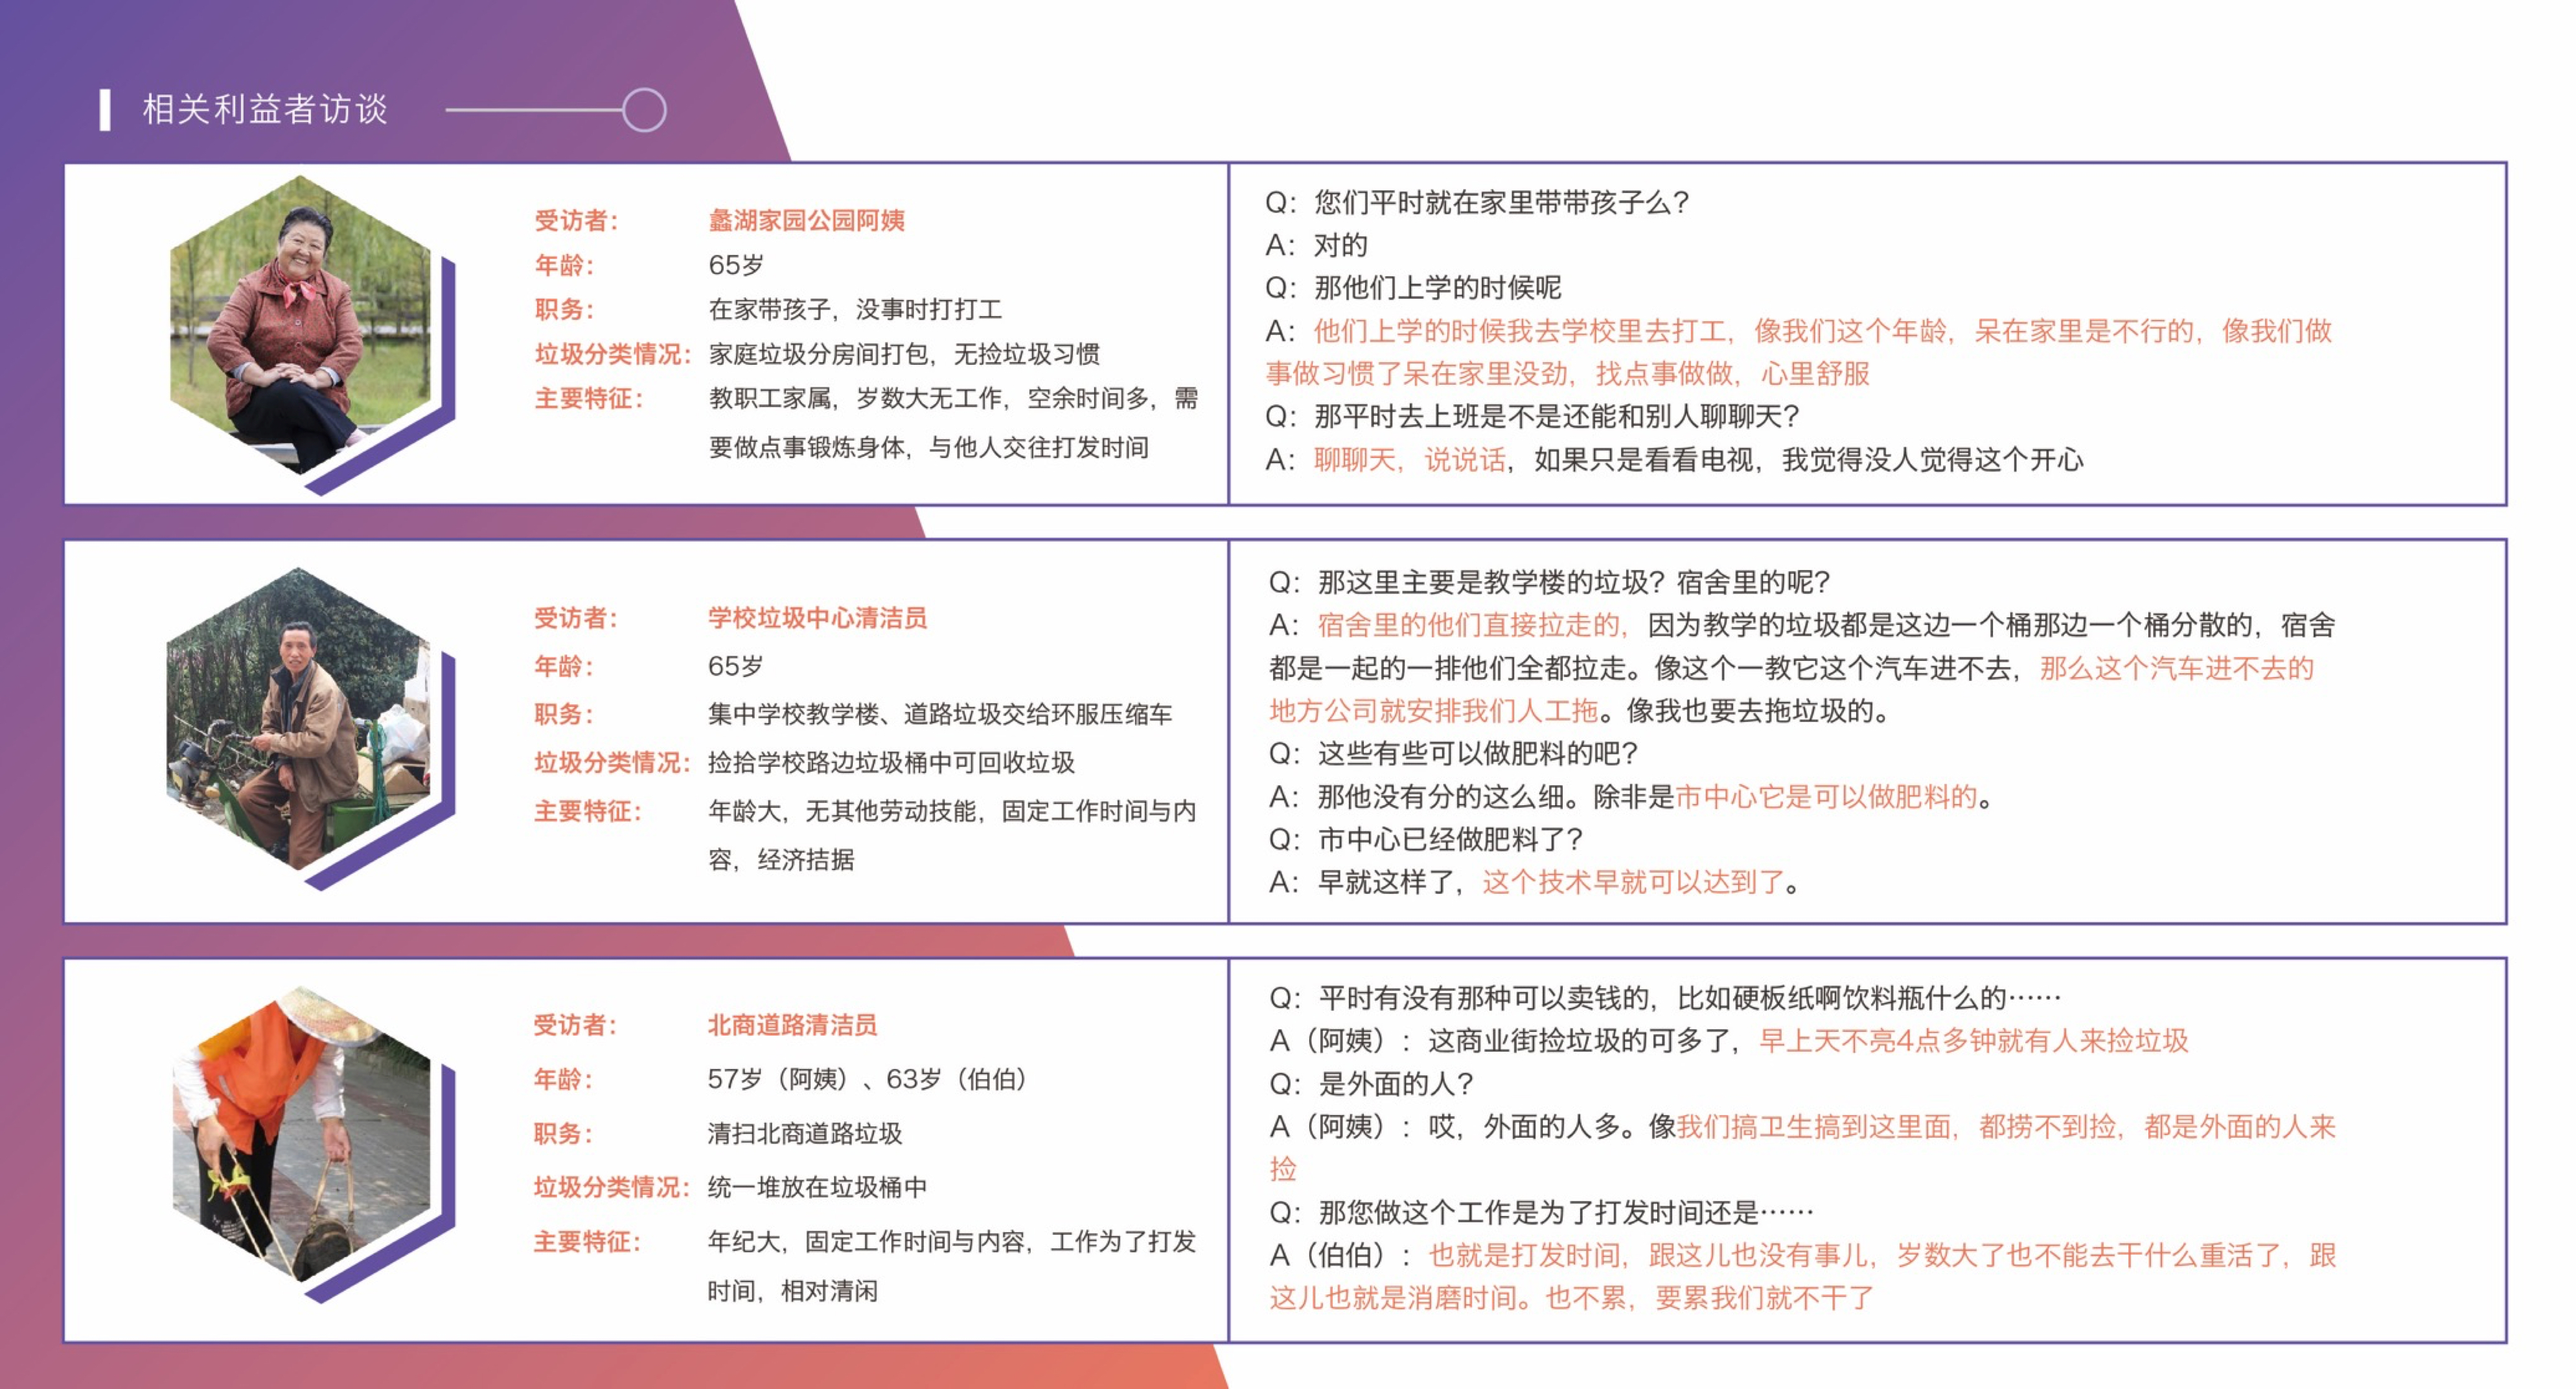 相关利益者访谈
受访者： 蠡湖家园公园阿姨
年龄： 65岁
职务： 在家带孩子，没事时打打工
垃圾分类情况： 家庭垃圾分房间打包，无捡垃圾习惯
主要特征： 教职工家属，岁数大无工作，空余时间多，需
要做点事锻炼身体，与他人交往打发时间
Q：您们平时就在家里带带孩子么？
A：对的
Q：那他们上学的时候呢
A：他们上学的时候我去学校里去打工，像我们这个年龄，呆在家里是不行的，像我们做
事做习惯了呆在家里没劲，找点事做做，心里舒服
Q：那平时去上班是不是还能和别人聊聊天？
A：聊聊天，说说话，如果只是看看电视，我觉得没人觉得这个开心
受访者： 学校垃圾中心清洁员
年龄： 65岁
职务： 集中学校教学楼、道路垃圾交给环服压缩车
垃圾分类情况： 捡拾学校路边垃圾桶中可回收垃圾
主要特征： 年龄大，无其他劳动技能，固定工作时间与内
容，经济拮据
Q：那这里主要是教学楼的垃圾？宿舍里的呢？
A：宿舍里的他们直接拉走的，因为教学的垃圾都是这边一个桶那边一个桶分散的，宿舍
都是一起的一排他们全都拉走。像这个一教它这个汽车进不去，那么这个汽车进不去的
地方公司就安排我们人工拖。像我也要去拖垃圾的。
Q：这些有些可以做肥料的吧？
A：那他没有分的这么细。除非是市中心它是可以做肥料的。
Q：市中心已经做肥料了？
A：早就这样了，这个技术早就可以达到了。
受访者： 北商道路清洁员
年龄： 57岁（阿姨）、63岁（伯伯）
职务： 清扫北商道路垃圾
垃圾分类情况： 统一堆放在垃圾桶中
主要特征： 年纪大，固定工作时间与内容，工作为了打发
时间，相对清闲
Q：平时有没有那种可以卖钱的，比如硬板纸啊饮料瓶什么的……
A（阿姨）：这商业街捡垃圾的可多了，早上天不亮4点多钟就有人来捡垃圾
Q：是外面的人？
A（阿姨）：哎，外面的人多。像我们搞卫生搞到这里面，都捞不到捡，都是外面的人来
捡
Q：那您做这个工作是为了打发时间还是……
A（伯伯）：也就是打发时间，跟这儿也没有事儿，岁数大了也不能去干什么重活了，跟
这儿也就是消磨时间。也不累，要累我们就不干了